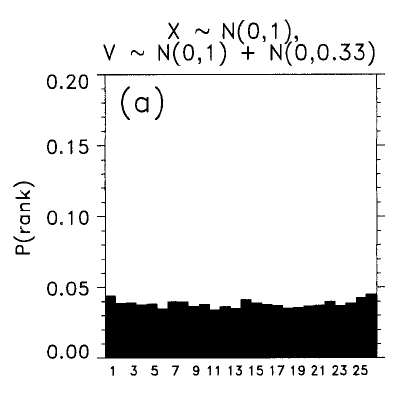 X ~ N(0,1),
V ~ N(0,1) + N(0,0.33)
(a)
0.20
0.15
0.10
0.05
0.00
P(rank)
1 3 5 7 9 11 13 15 17 19 21 23 25